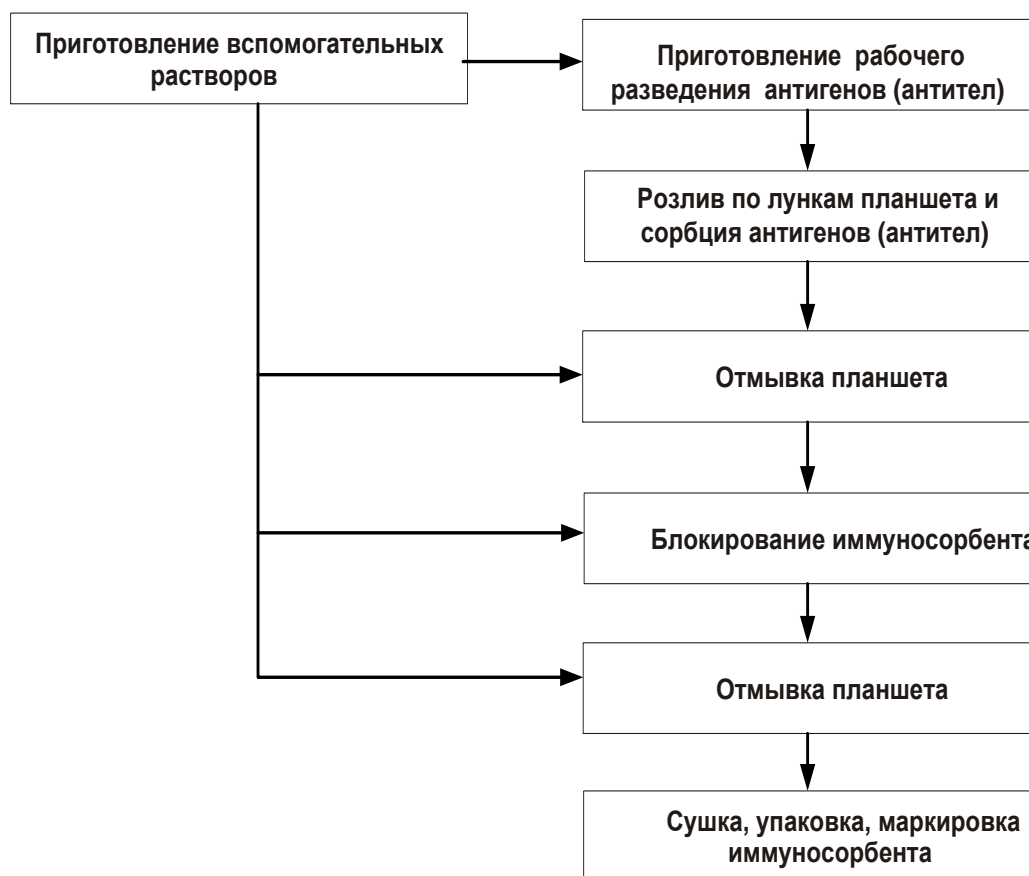 Приготовление вспомогательных
растворов
Приготовление рабочего
разведения антигенов (антител)
Розлив по лункам планшета и
сорбция антигенов (антител)
Отмывка планшета
Блокирование иммуносорбента
Отмывка планшета
Сушка, упаковка, маркировка
иммуносорбента